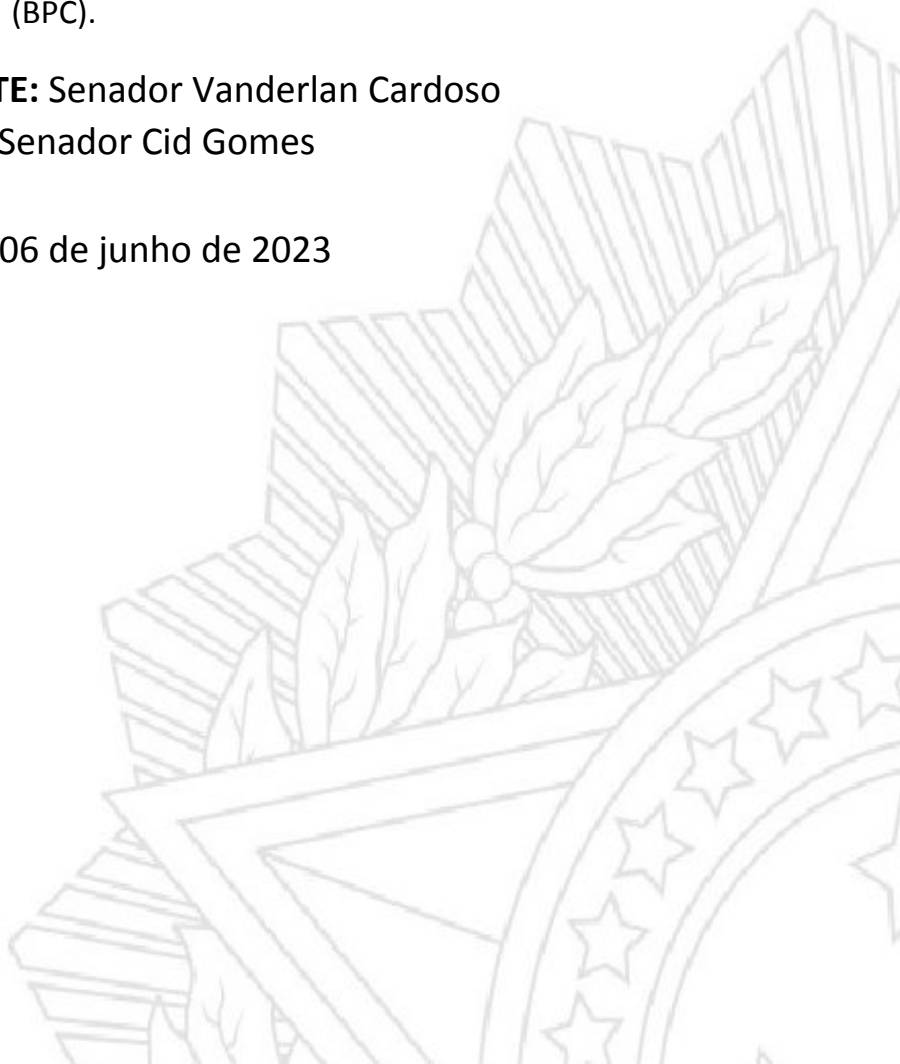 (BPC).
TE: Senador Vanderlan Cardoso
Senador Cid Gomes
06 de junho de 2023